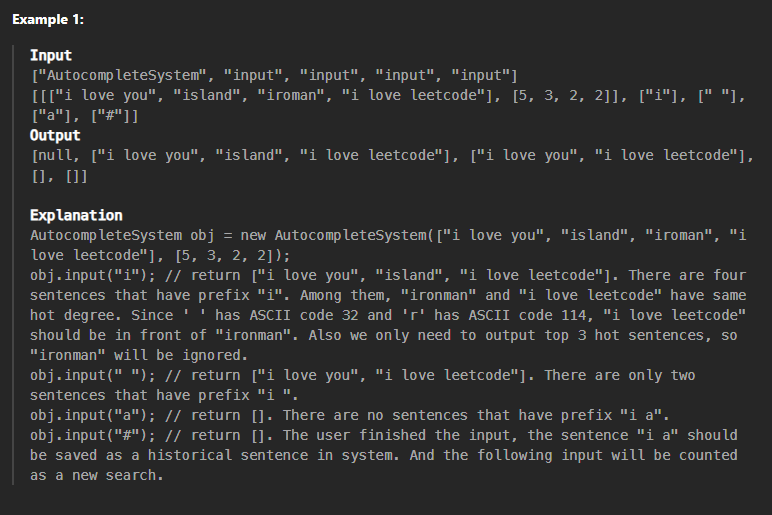 Example 1:
Input
["AutocompleteSystem", "input", "input", "input", "input"]
[[["i love you", "island", "iroman", "i love leetcode"], [5, 3, 2, 2]], ["i"], [" "],
["a"], ["#"]]
Output
[null, ["i love you", "island", "i love leetcode"], ["i love you", "i love leetcode"],
[], []]
Explanation
AutocompleteSystem obj = new AutocompleteSystem(["i love you", "island", "iroman", "i
love leetcode"], [5, 3, 2, 2]);
obj.input("i"); // return ["i love you", "island", "i love leetcode"]. There are four
sentences that have prefix "i". Among them, "ironman" and "i love leetcode" have same
hot degree. Since ' ' has ASCII code 32 and 'r' has ASCII code 114, "i love leetcode"
should be in front of "ironman". Also we only need to output top 3 hot sentences, so
"ironman" will be ignored.
obj.input(" "); // return ["i love you", "i love leetcode"]. There are only two
sentences that have prefix "i ".
obj.input("a"); // return []. There are no sentences that have prefix "i a".
obj.input("#"); // return []. The user finished the input, the sentence "i a" should
be saved as a historical sentence in system. And the following input will be counted
as a new search.